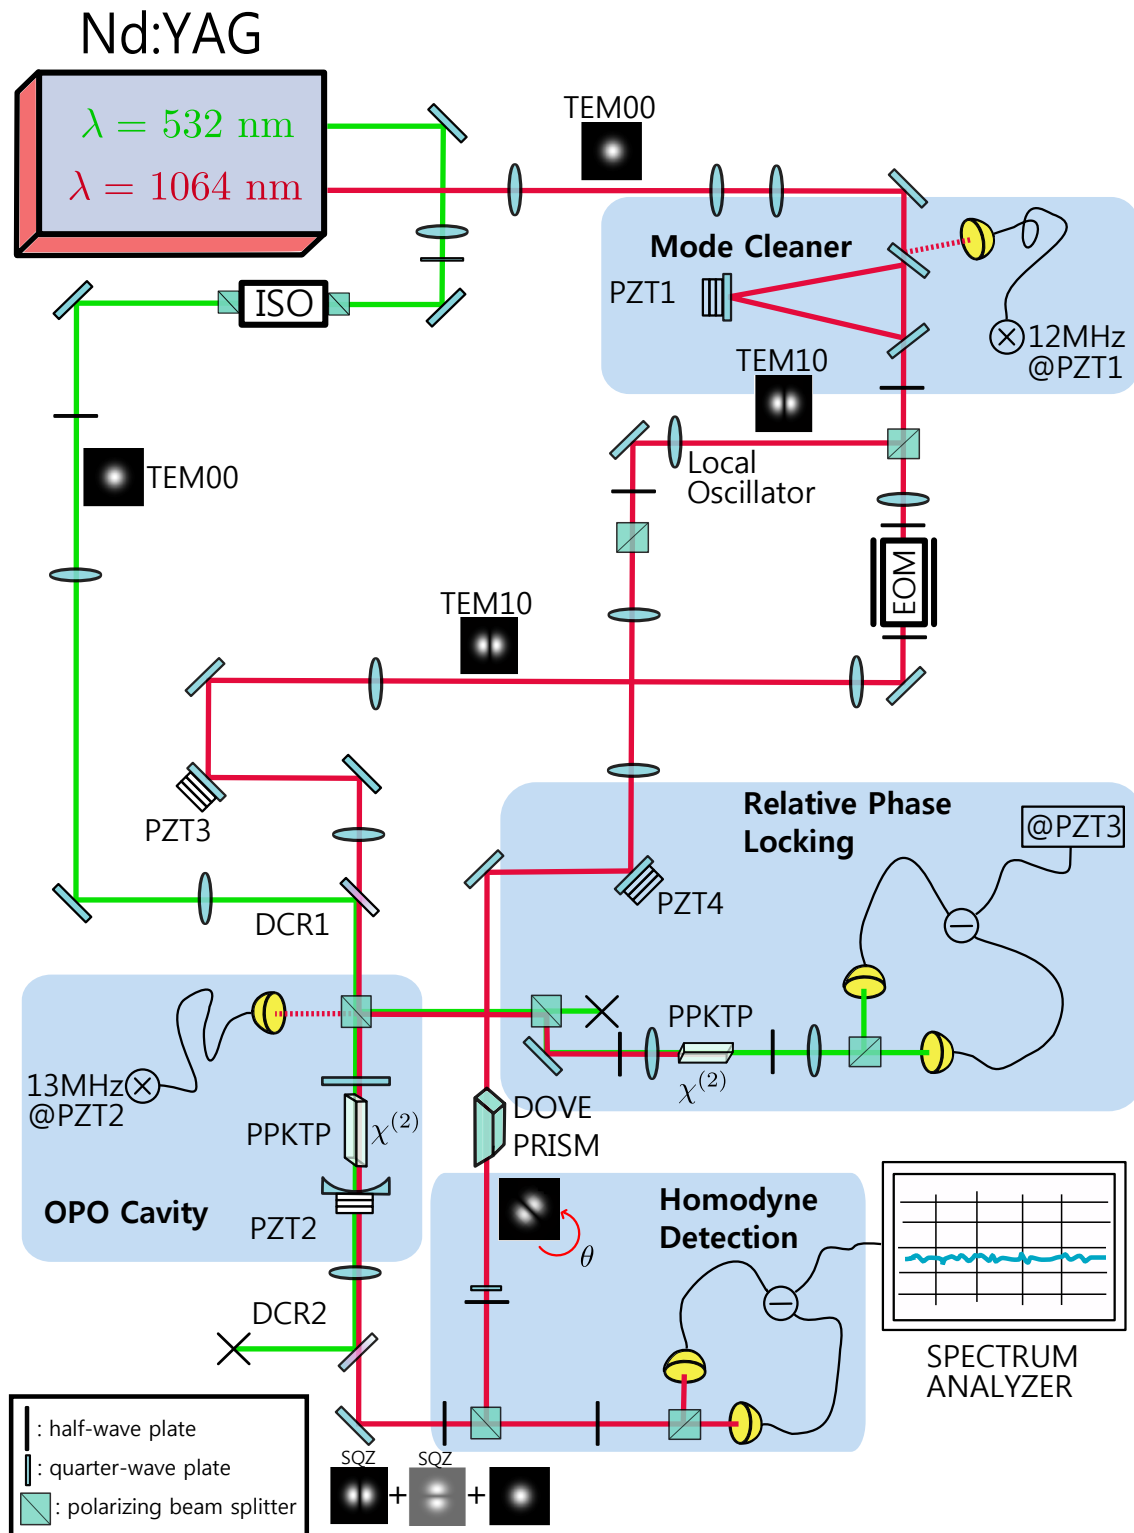 Nd:YAG
λ = 532 nm
λ = 1064 nm
TEM00
Mode Cleaner
PZT1
12MHz
@PZT1
ISO
TEM10
TEM00
Local
Oscillator
EOM
TEM10
PZT3
Relative Phase
Locking
@PZT3
PZT4
DCR1
PPKTP
χ(2)
13MHz
@PZT2
PPKTP
χ(2)
DOVE
PRISM
OPO Cavity
PZT2
θ
Homodyne
Detection
DCR2
SPECTRUM
ANALYZER
: half-wave plate
: quarter-wave plate
: polarizing beam splitter
SQZ
SQZ
+
+